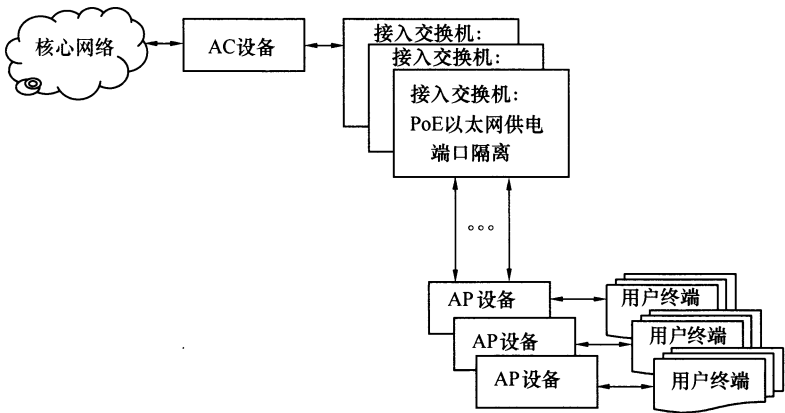 核心网络
AC设备
接入交换机：
接入交换机：
接入交换机：
PoE以太网供电
端口隔离
AP设备
用户终端
AP设备
用户终端
AP设备
用户终端